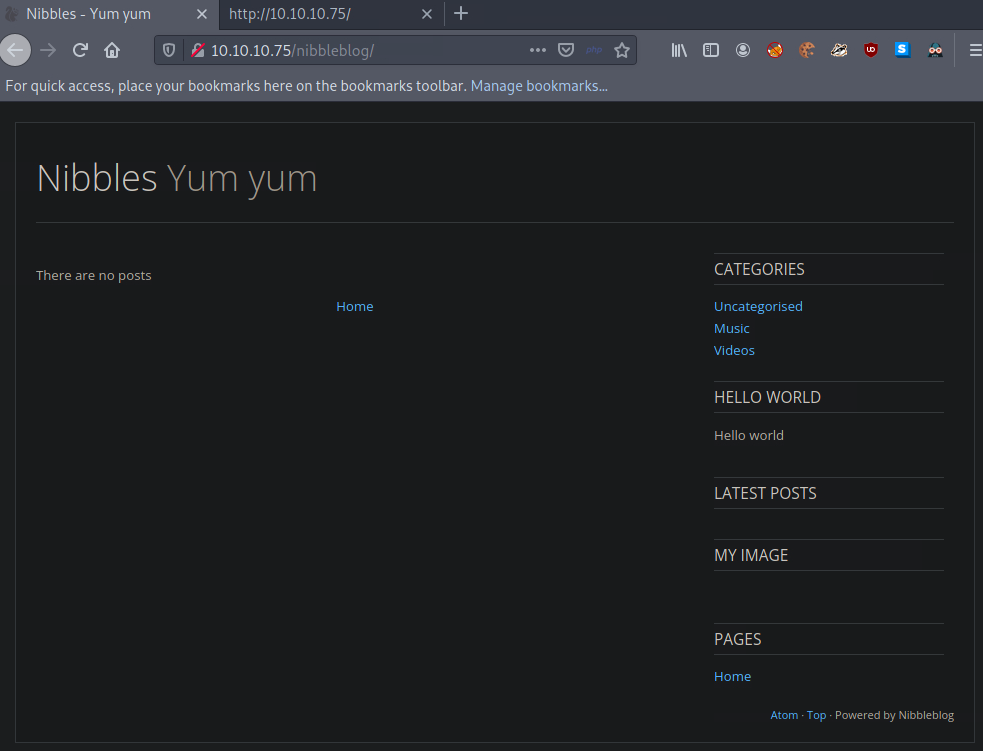 Nibbles - Yum yum
http://10.10.10.75/
10.10.10.75/nibbleblog/
php
For quick access, place your bookmarks here on the bookmarks toolbar. Manage bookmarks...
Nibbles Yum yum
There are no posts
Home
CATEGORIES
Uncategorised
Music
Videos
HELLO WORLD
Hello world
LATEST POSTS
MY IMAGE
PAGES
Home
Atom · Top · Powered by Nibbleblog